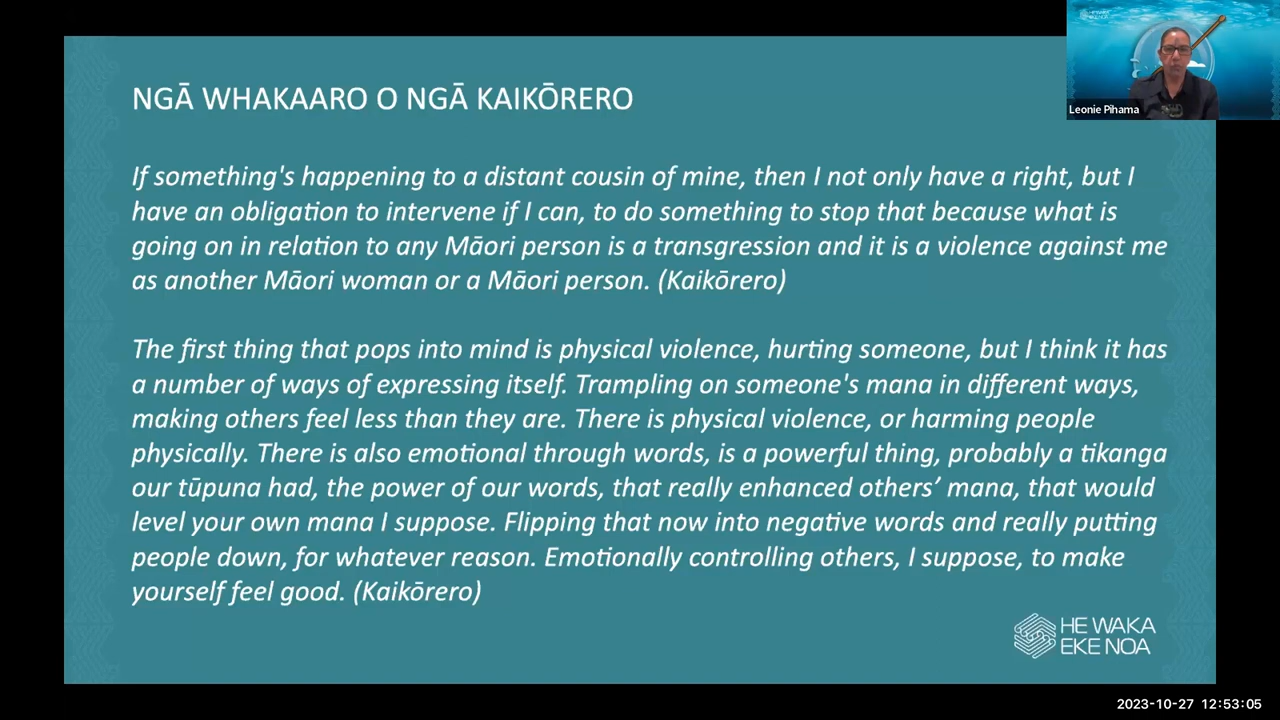 HE WAKA
EKE NOA
Leonie Pihama
NGĀ WHAKAARO O NGĀ KAIKŌRERO
If something's happening to a distant cousin of mine, then I not only have a right, but I
have an obligation to intervene if I can, to do something to stop that because what is
going on in relation to any Māori person is a transgression and it is a violence against me
as another Māori woman or a Māori person. (Kaikōrero)
The first thing that pops into mind is physical violence, hurting someone, but I think it has
a number of ways of expressing itself. Trampling on someone's mana in different ways,
making others feel less than they are. There is physical violence, or harming people
physically. There is also emotional through words, is a powerful thing, probably a tikanga
our tūpuna had, the power of our words, that really enhanced others’ mana, that would
level your own mana I suppose. Flipping that now into negative words and really putting
people down, for whatever reason. Emotionally controlling others, I suppose, to make
yourself feel good. (Kaikōrero)
HE WAKA
EKE NOA
2023-10-27 12:53:05